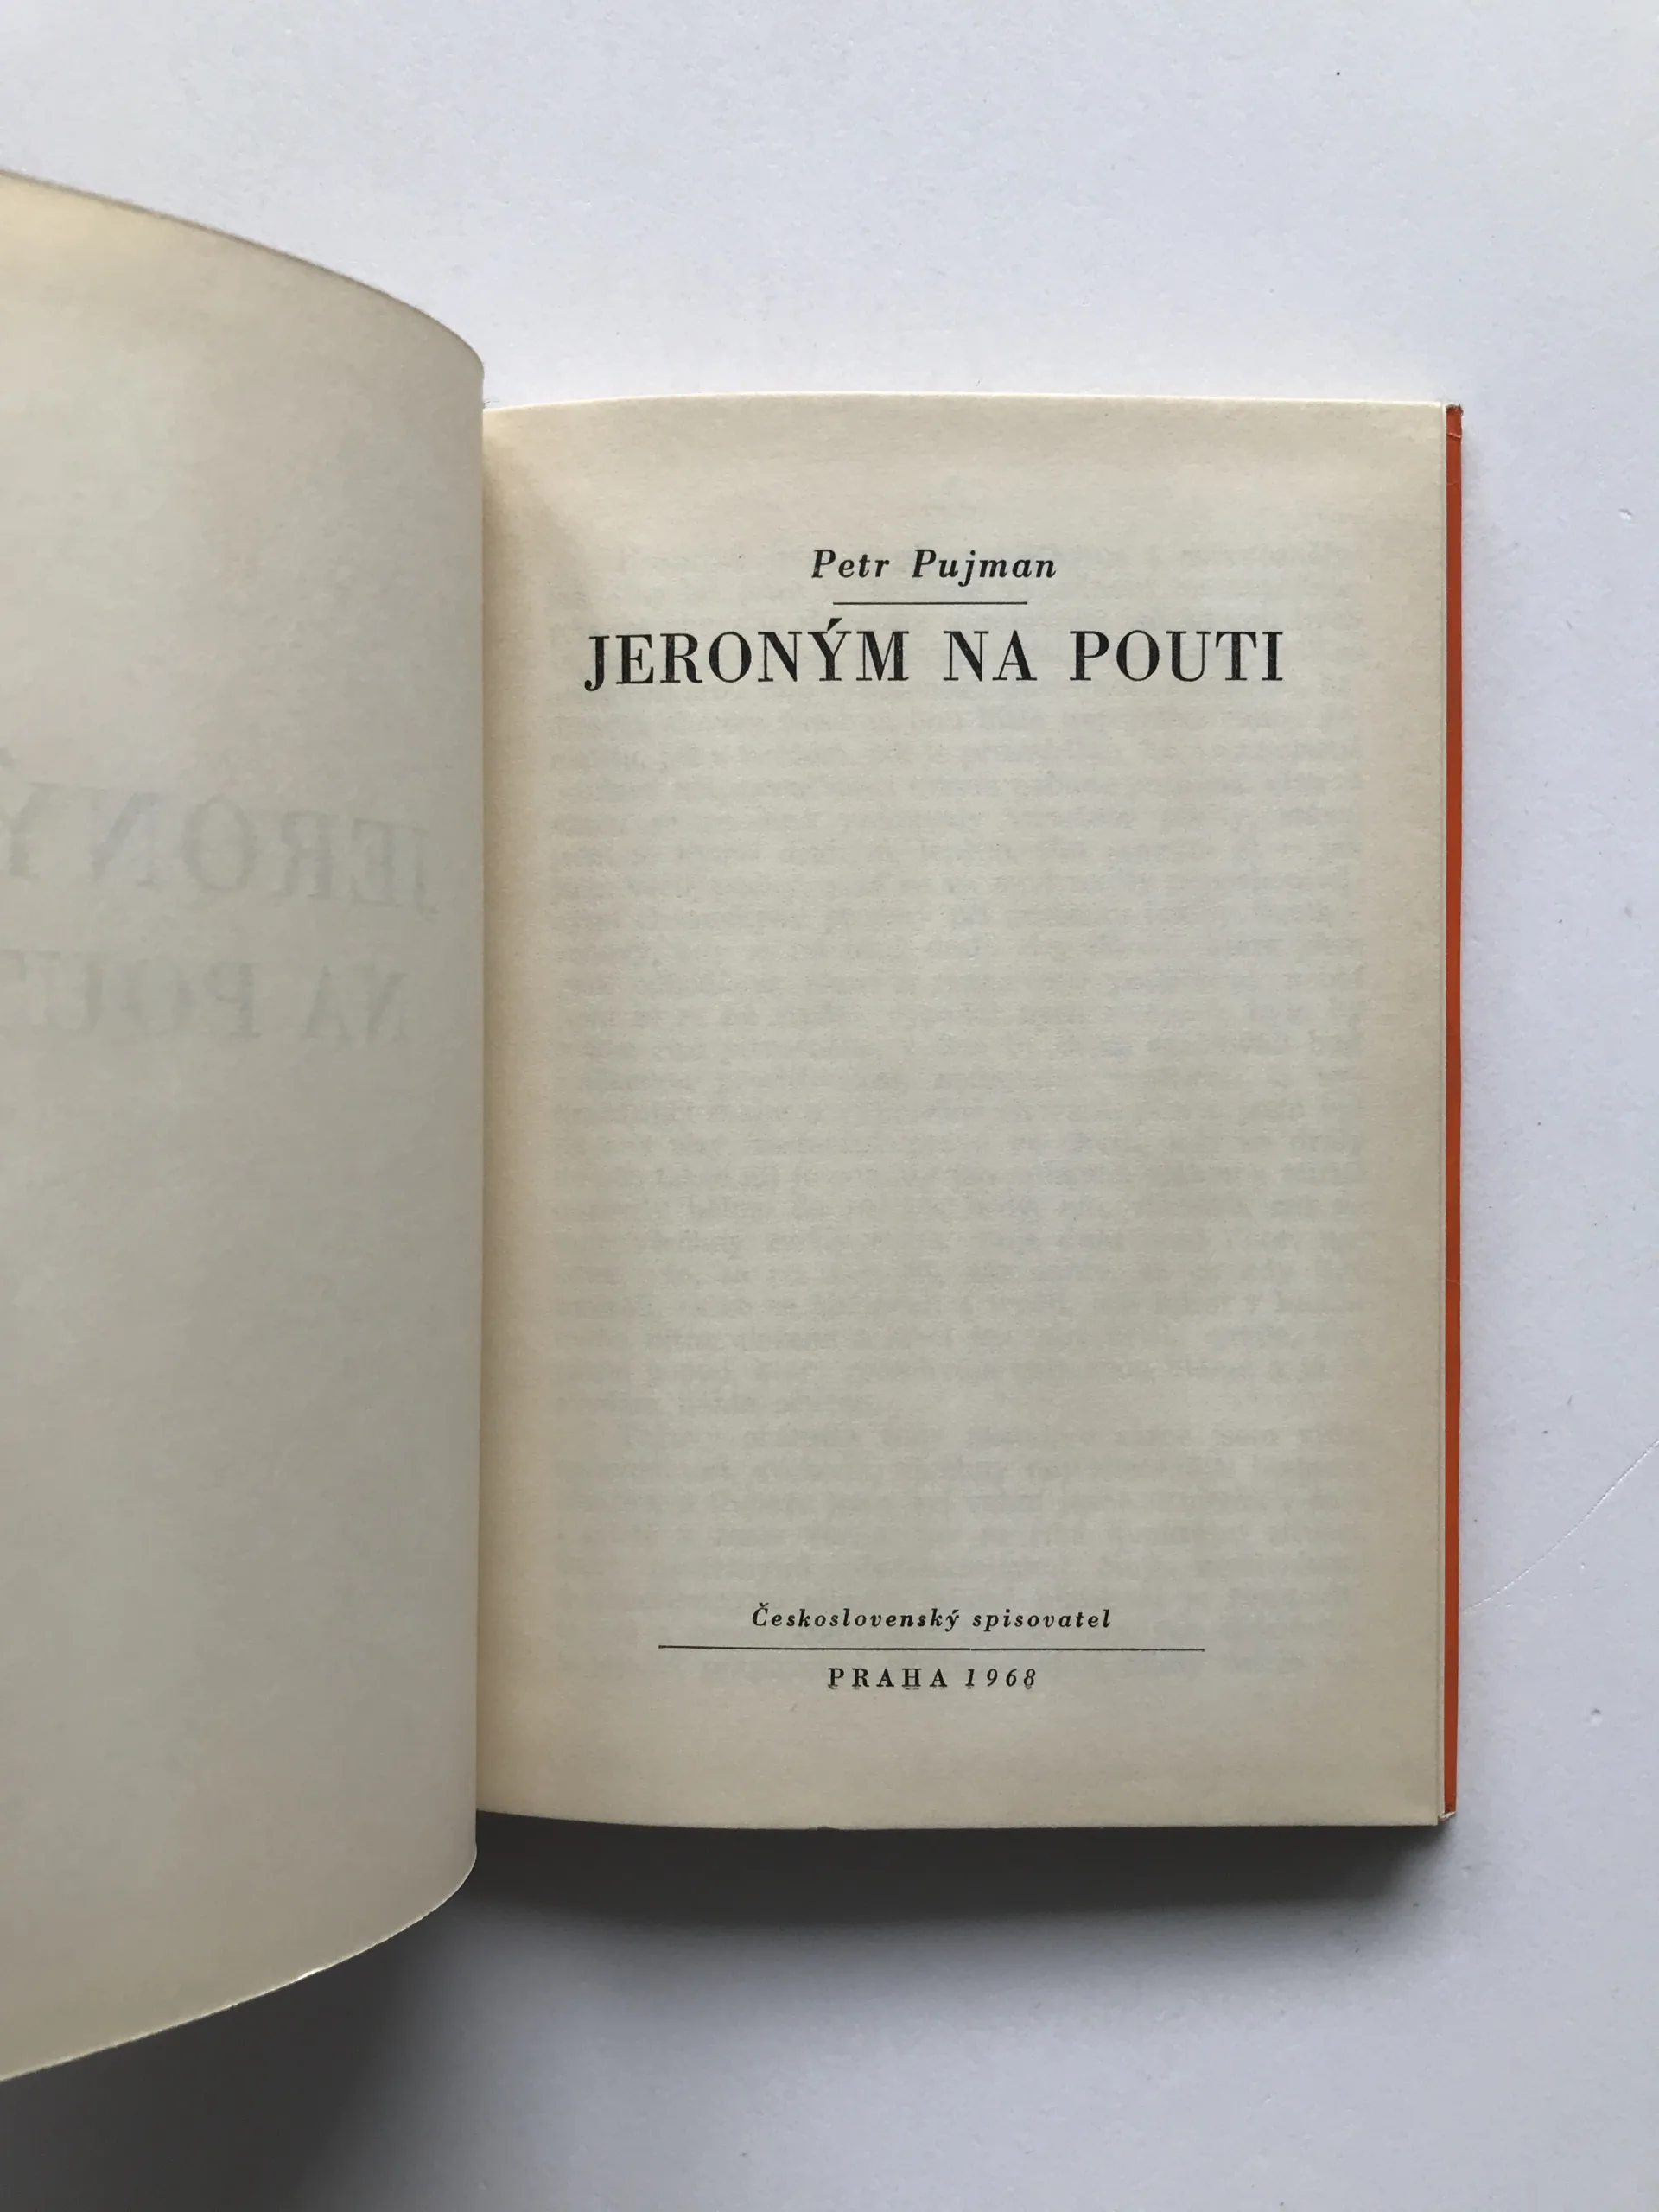 Petr Pujman
JERONÝM NA POUTI
Československý spisovatel
PRAHA 1968